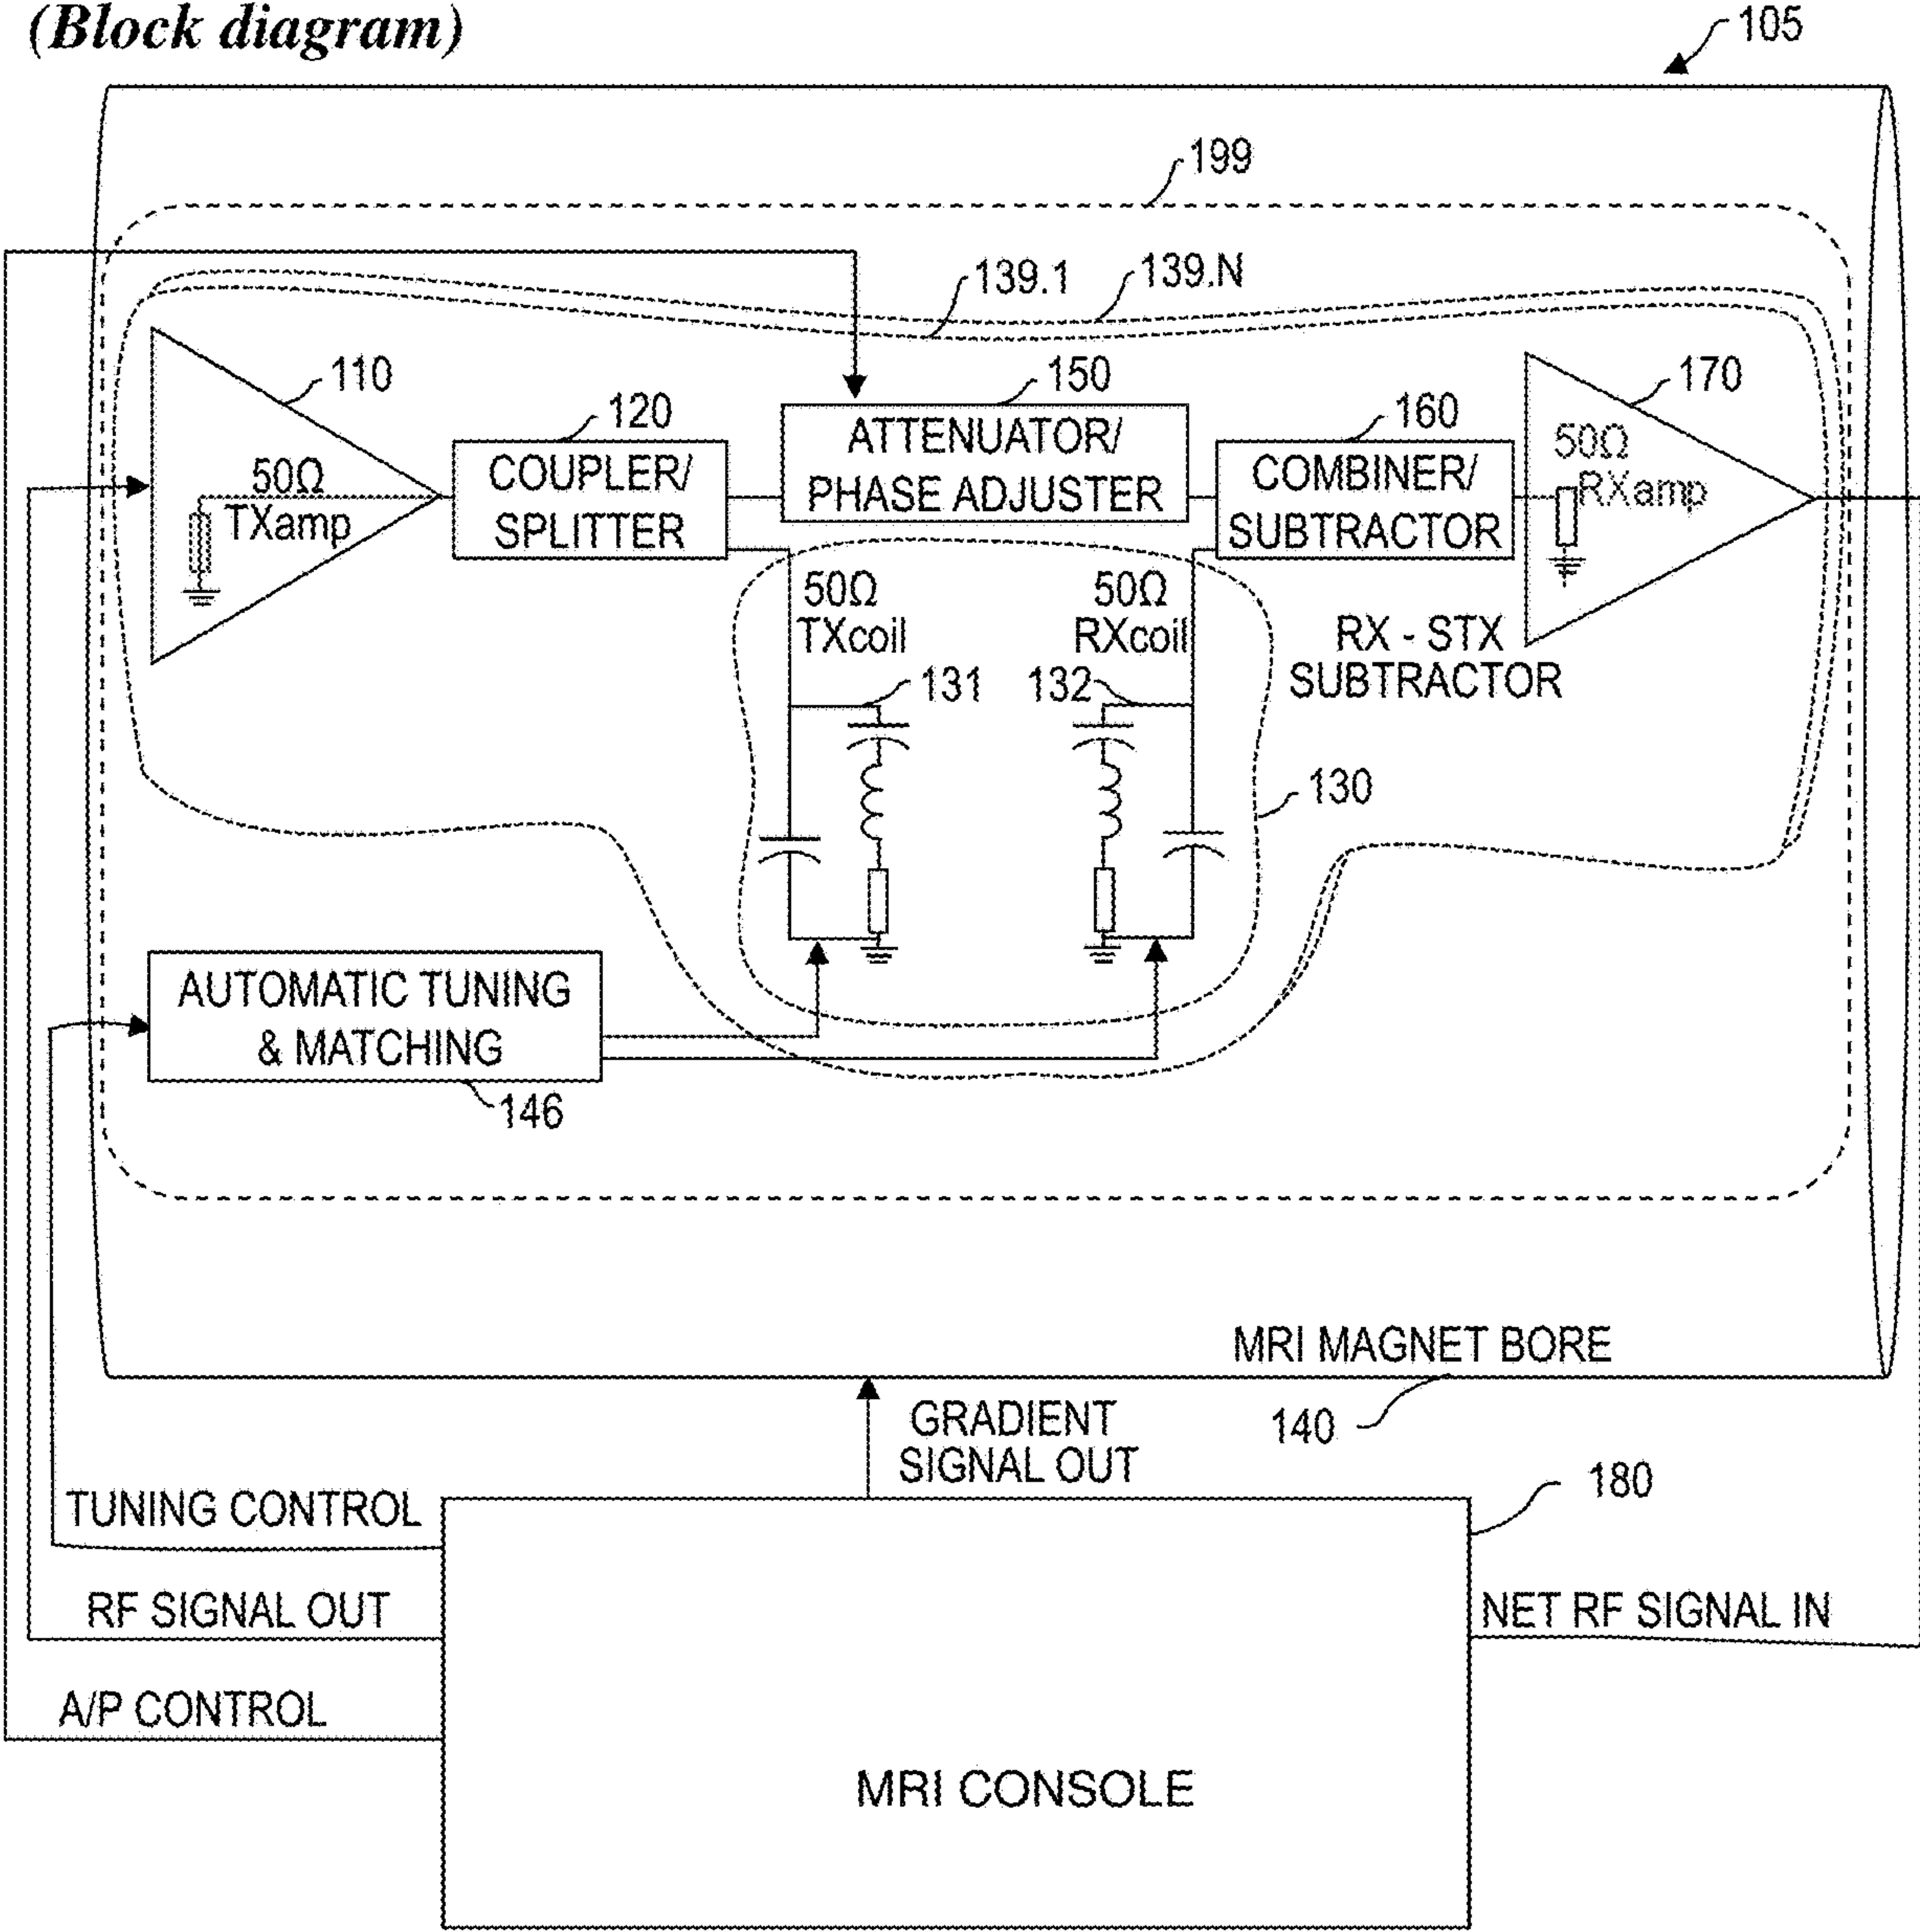 (Block diagram)
105
199
139.1
139.N
110
120
150
160
170
50Ω
TXamp
COUPLER/
SPLITTER
ATTENUATOR/
PHASE ADJUSTER
COMBINER/
SUBTRACTOR
50Ω
RXamp
50Ω
TXcoil
50Ω
RXcoil
RX - STX
SUBTRACTOR
131
132
130
AUTOMATIC TUNING
& MATCHING
146
MRI MAGNET BORE
140
GRADIENT
SIGNAL OUT
180
TUNING CONTROL
RF SIGNAL OUT
NET RF SIGNAL IN
A/P CONTROL
MRI CONSOLE